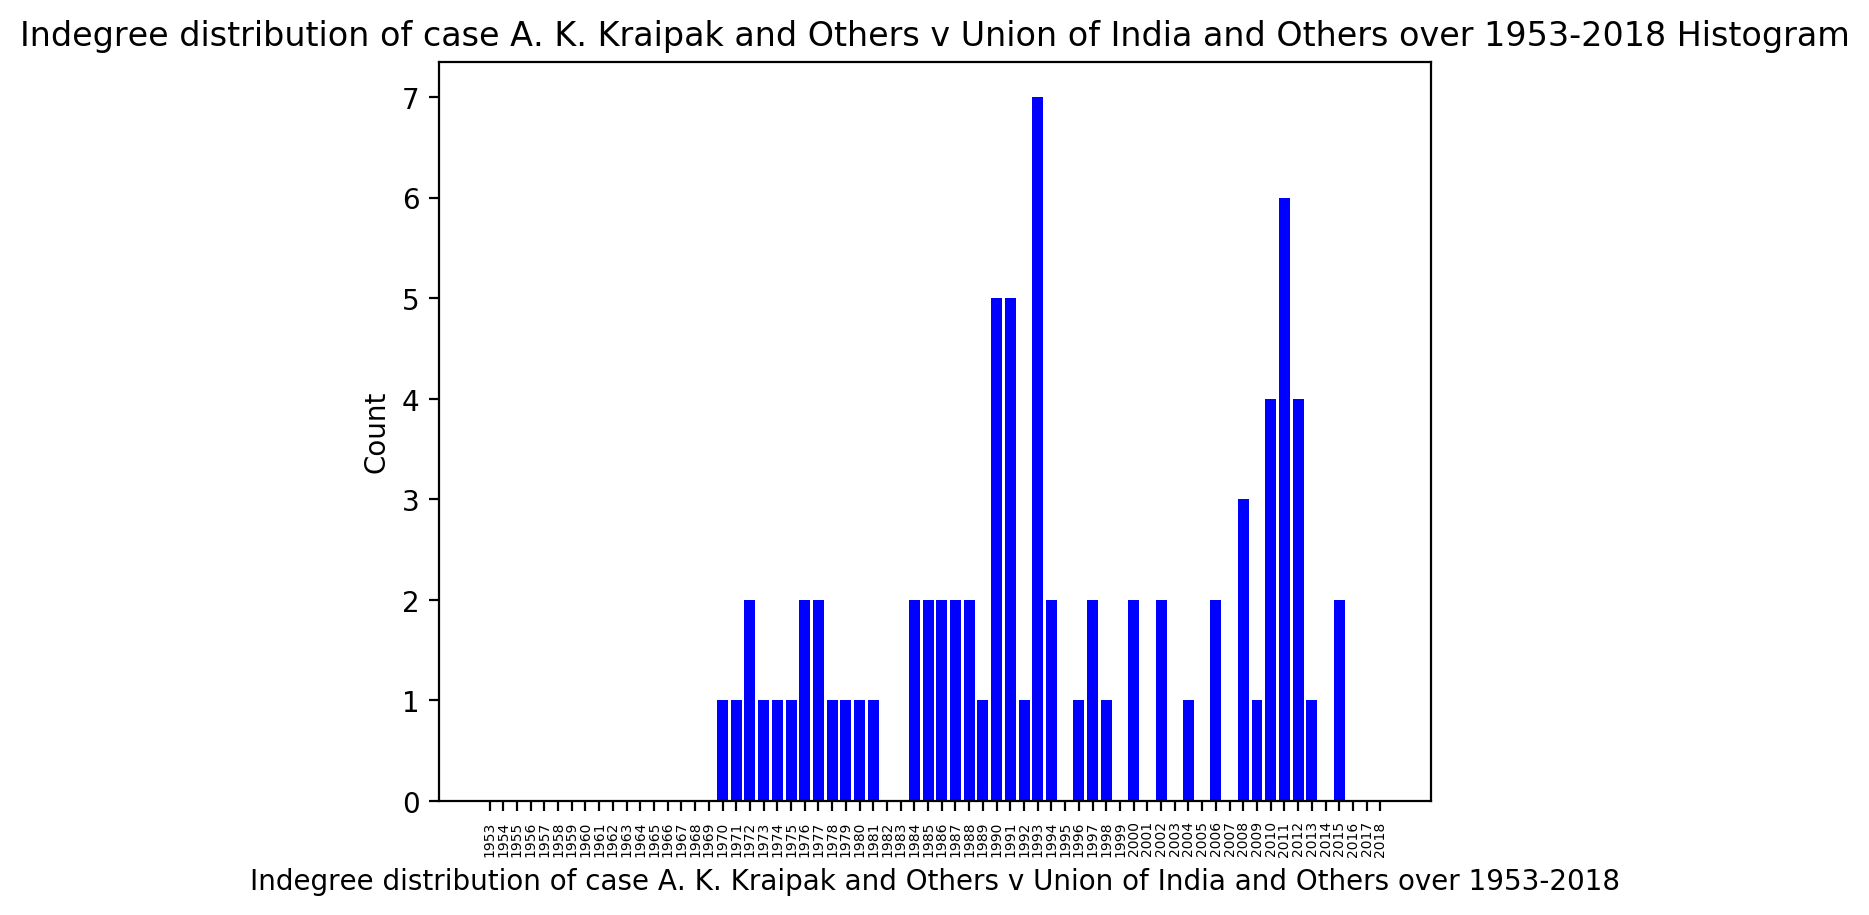 Indegree distribution of case A. K. Kraipak and Others v Union of India and Others over 1953-2018 Histogram
7
6
5
4
3
2
1
0
Count
1953 1954 1955 1956 1957 1958 1959 1960 1961 1962 1963 1964 1965 1966 1967 1968 1969 1970 1971 1972 1973 1974 1975 1976 1977 1978 1979 1980 1981 1982 1983 1984 1985 1986 1987 1988 1989 1990 1991 1992 1993 1994 1995 1996 1997 1998 1999 2000 2001 2002 2003 2004 2005 2006 2007 2008 2009 2010 2011 2012 2013 2014 2015 2016 2017 2018
Indegree distribution of case A. K. Kraipak and Others v Union of India and Others over 1953-2018